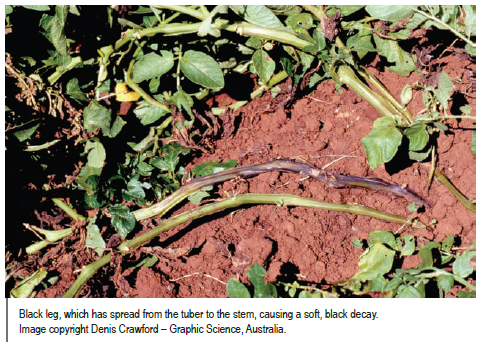 Black leg, which has spread from the tuber to the stem, causing a soft, black decay.
Image copyright Denis Crawford – Graphic Science, Australia.